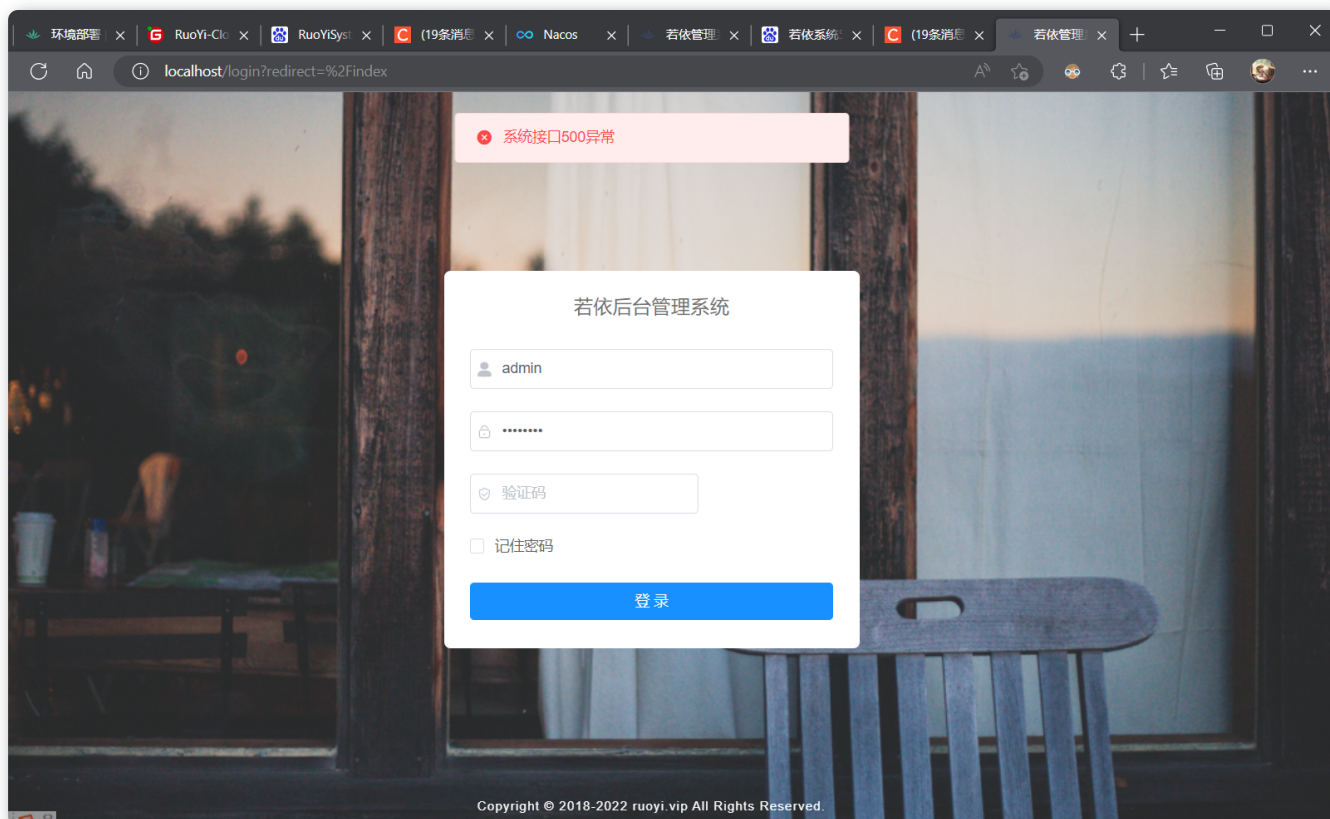 环境部署
RuoYi-Clo
RuoYiSyst
(19条消息
Nacos
若依管理
若依系统
(19条消息
若依管理
localhost/login?redirect=%2Findex
系统接口500异常
若依后台管理系统
admin
••••••••
验证码
记住密码
登 录
Copyright © 2018-2022 ruoyi.vip All Rights Reserved.